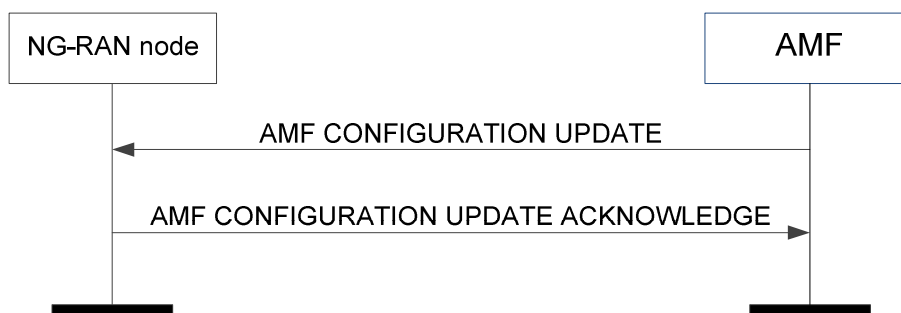 NG-RAN node
AMF
AMF CONFIGURATION UPDATE
AMF CONFIGURATION UPDATE ACKNOWLEDGE